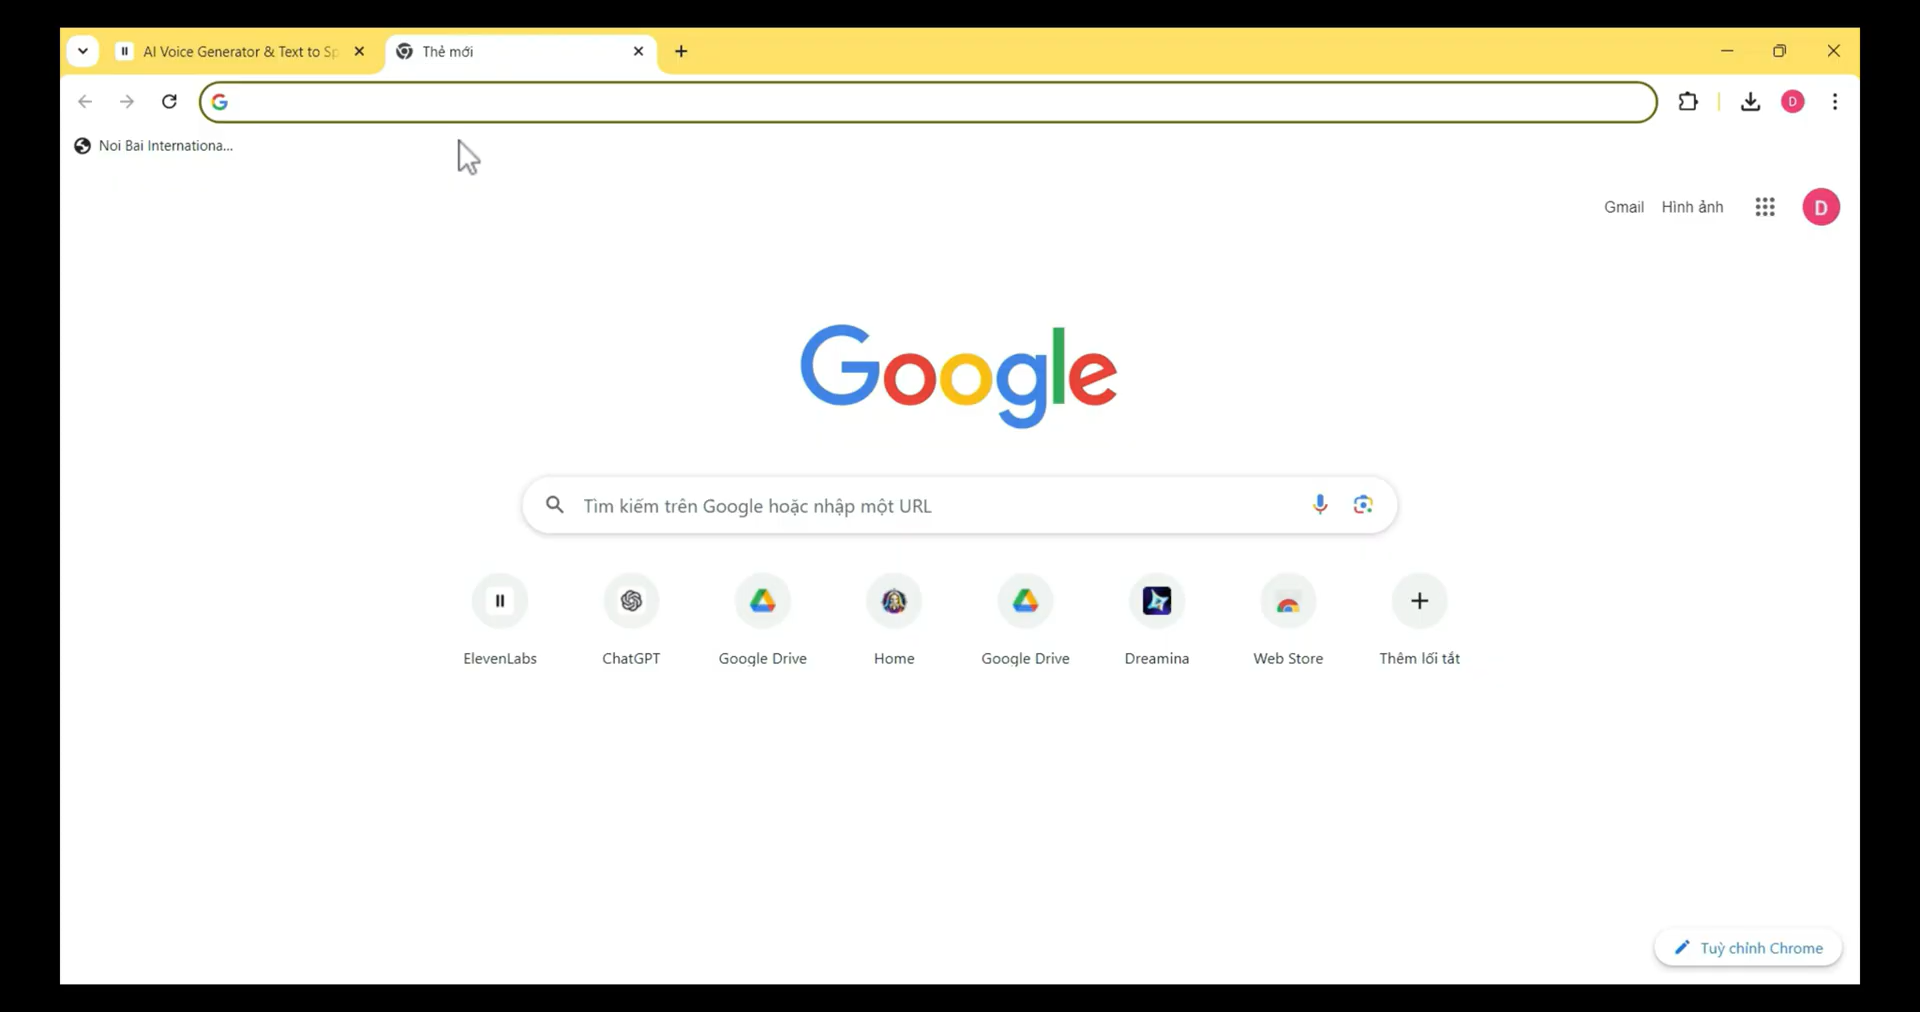 AI Voice Generator & Text to Sp
Thẻ mới
D
Noi Bai Internationa...
Gmail
Hình ảnh
D
Google
Tìm kiếm trên Google hoặc nhập một URL
ElevenLabs
ChatGPT
Google Drive
Home
Google Drive
Dreamina
Web Store
Thêm lối tắt
Tuỳ chỉnh Chrome